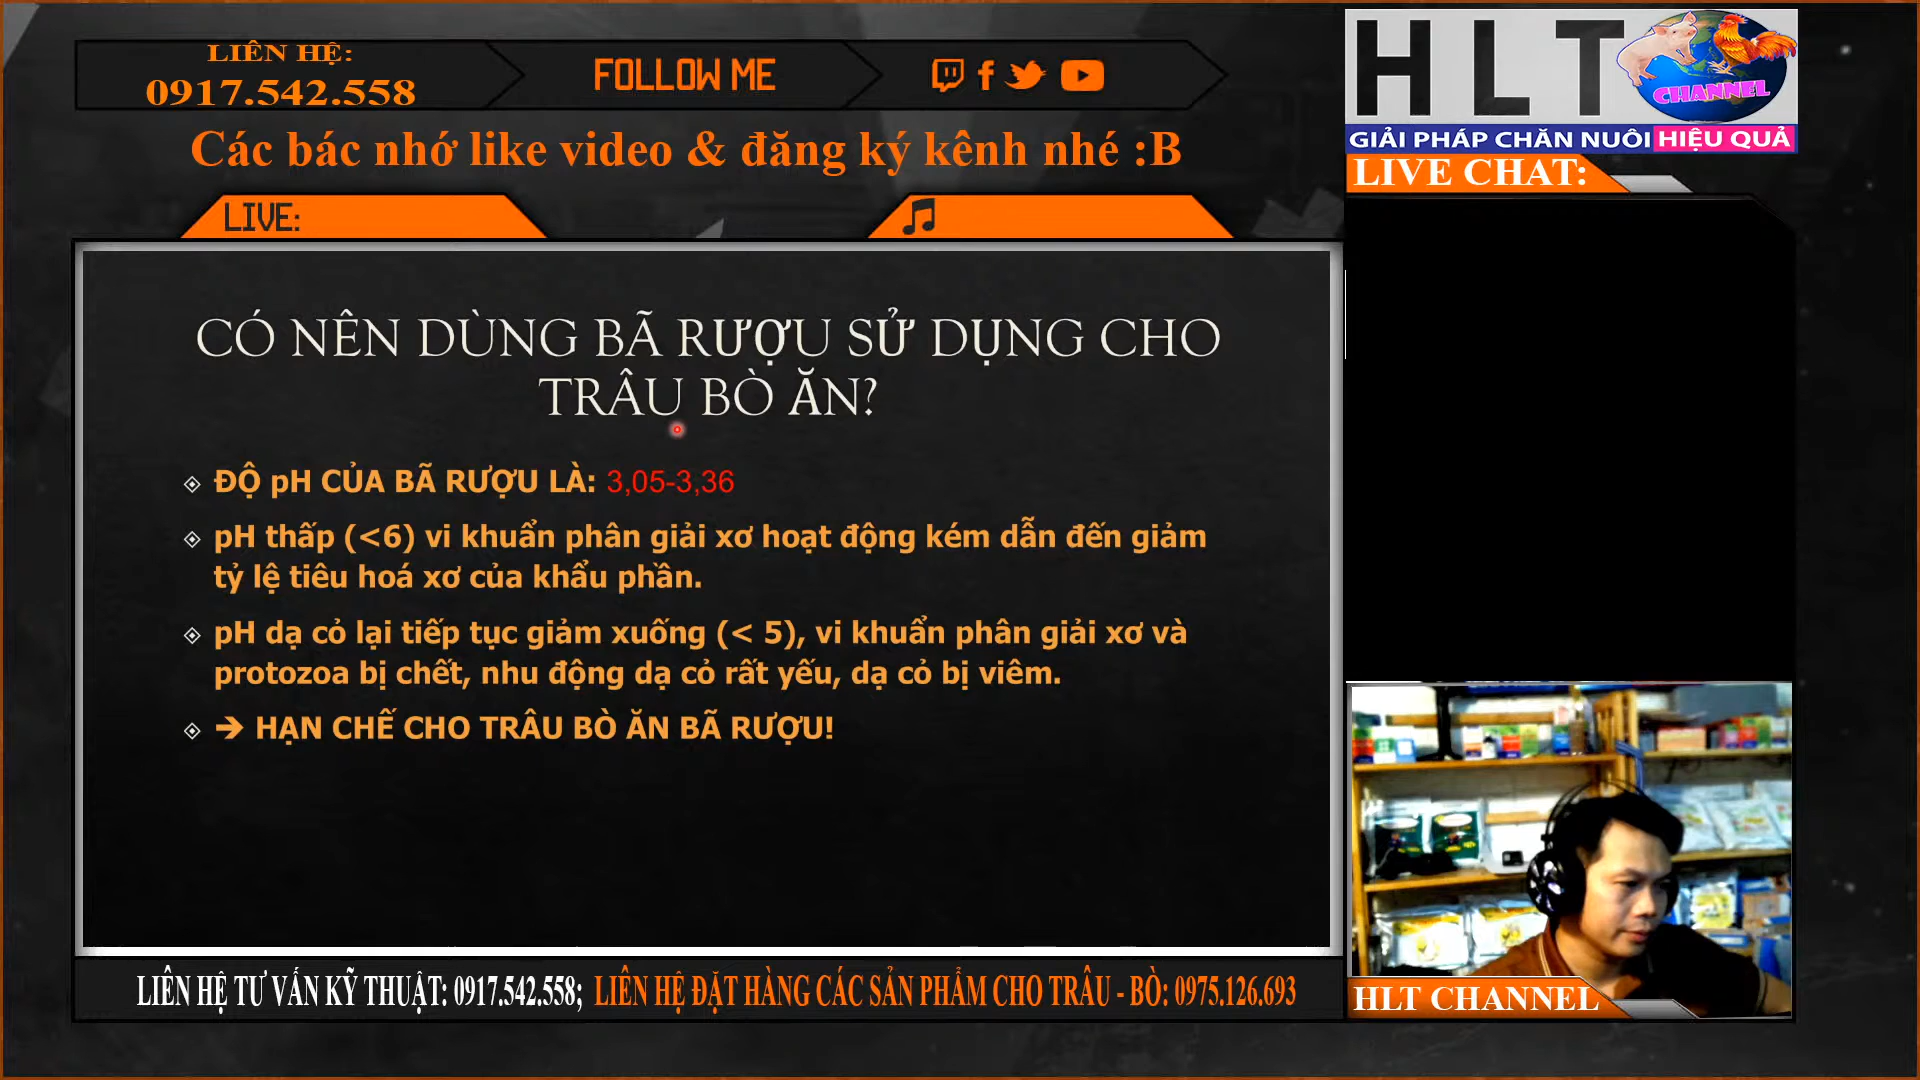 LIÊN HỆ:
0917.542.558
FOLLOW ME
Các bác nhớ like video & đăng ký kênh nhé :B
HLT
CHANNEL
GIẢI PHÁP CHĂN NUÔI HIỆU QUẢ
LIVE CHAT:
LIVE:
CÓ NÊN DÙNG BÃ RƯỢU SỬ DỤNG CHO
TRÂU BÒ ĂN?
ĐỘ pH CỦA BÃ RƯỢU LÀ: 3,05-3,36
pH thấp (<6) vi khuẩn phân giải xơ hoạt động kém dẫn đến giảm
tỷ lệ tiêu hoá xơ của khẩu phần.
pH dạ cỏ lại tiếp tục giảm xuống (< 5), vi khuẩn phân giải xơ và
protozoa bị chết, nhu động dạ cỏ rất yếu, dạ cỏ bị viêm.
➔ HẠN CHẾ CHO TRÂU BÒ ĂN BÃ RƯỢU!
LIÊN HỆ TƯ VẤN KỸ THUẬT: 0917.542.558; LIÊN HỆ ĐẶT HÀNG CÁC SẢN PHẨM CHO TRÂU - BÒ: 0975.126.693
HLT CHANNEL